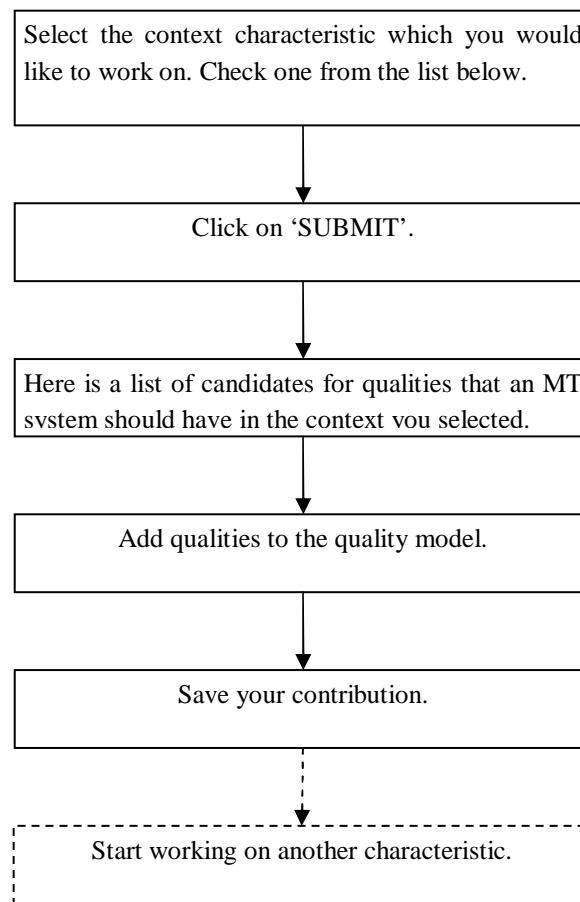 Select the context characteristic which you would
like to work on. Check one from the list below.
Click on ‘SUBMIT’.
Here is a list of candidates for qualities that an MT
system should have in the context you selected.
Add qualities to the quality model.
Save your contribution.
Start working on another characteristic.